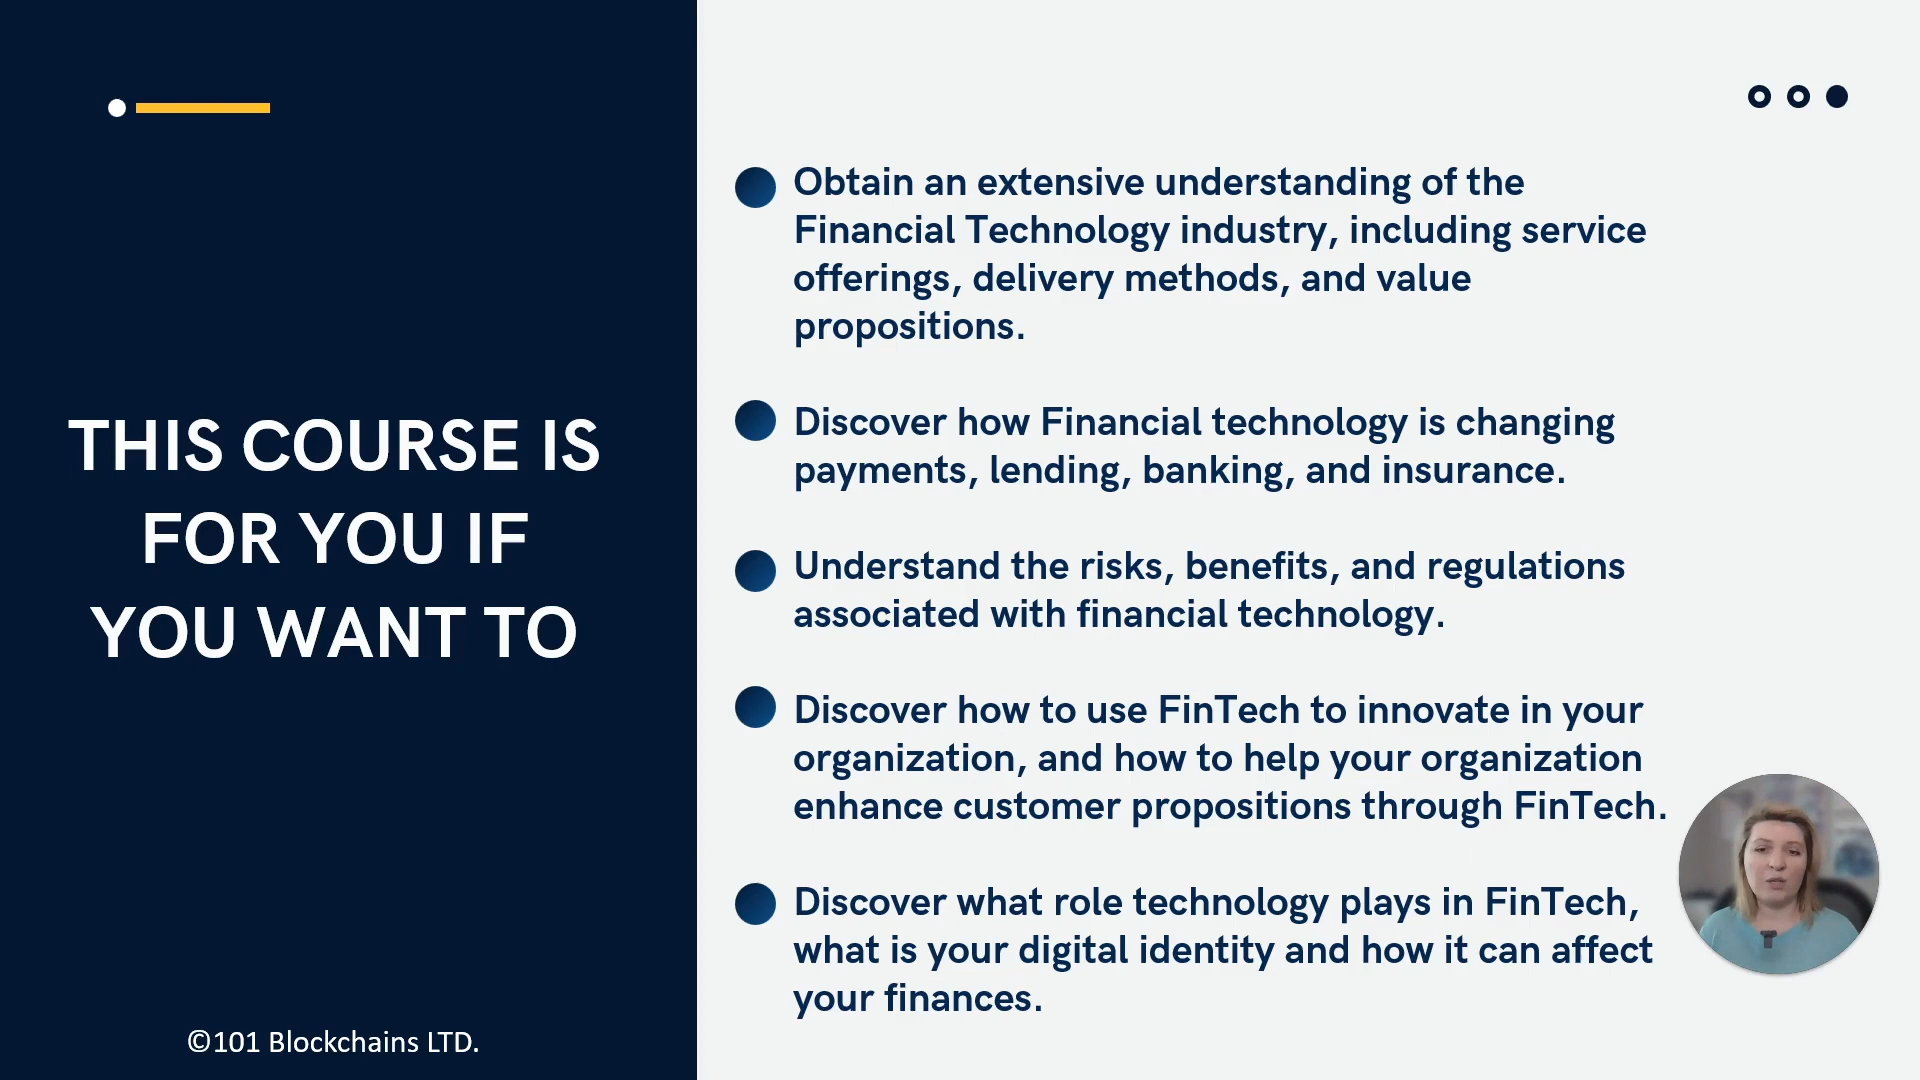 THIS COURSE IS
FOR YOU IF
YOU WANT TO
©101 Blockchains LTD.
Obtain an extensive understanding of the
Financial Technology industry, including service
offerings, delivery methods, and value
propositions.
Discover how Financial technology is changing
payments, lending, banking, and insurance.
Understand the risks, benefits, and regulations
associated with financial technology.
Discover how to use FinTech to innovate in your
organization, and how to help your organization
enhance customer propositions through FinTech.
Discover what role technology plays in FinTech,
what is your digital identity and how it can affect
your finances.